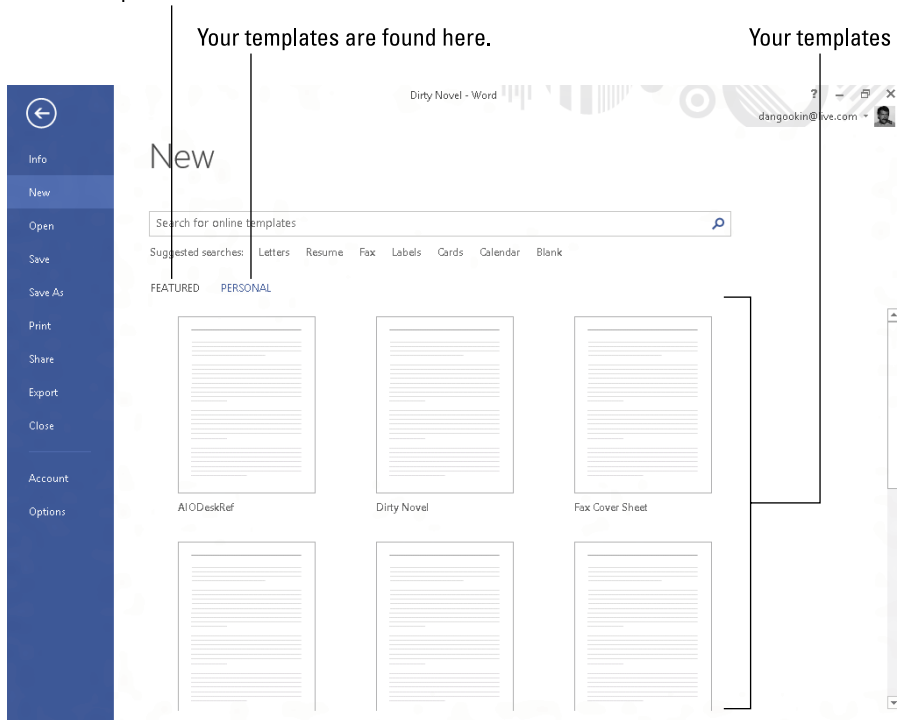 Your templates are found here.
Your templates
Dirty Novel - Word
?
dangookin@live.com
Info
New
Open
Save
Save As
Print
Share
Export
Close
Account
Options
New
Search for online templates
Suggested searches: Letters Resume Fax Labels Cards Calendar Blank
FEATURED PERSONAL
AIODeskRef Dirty Novel Fax Cover Sheet